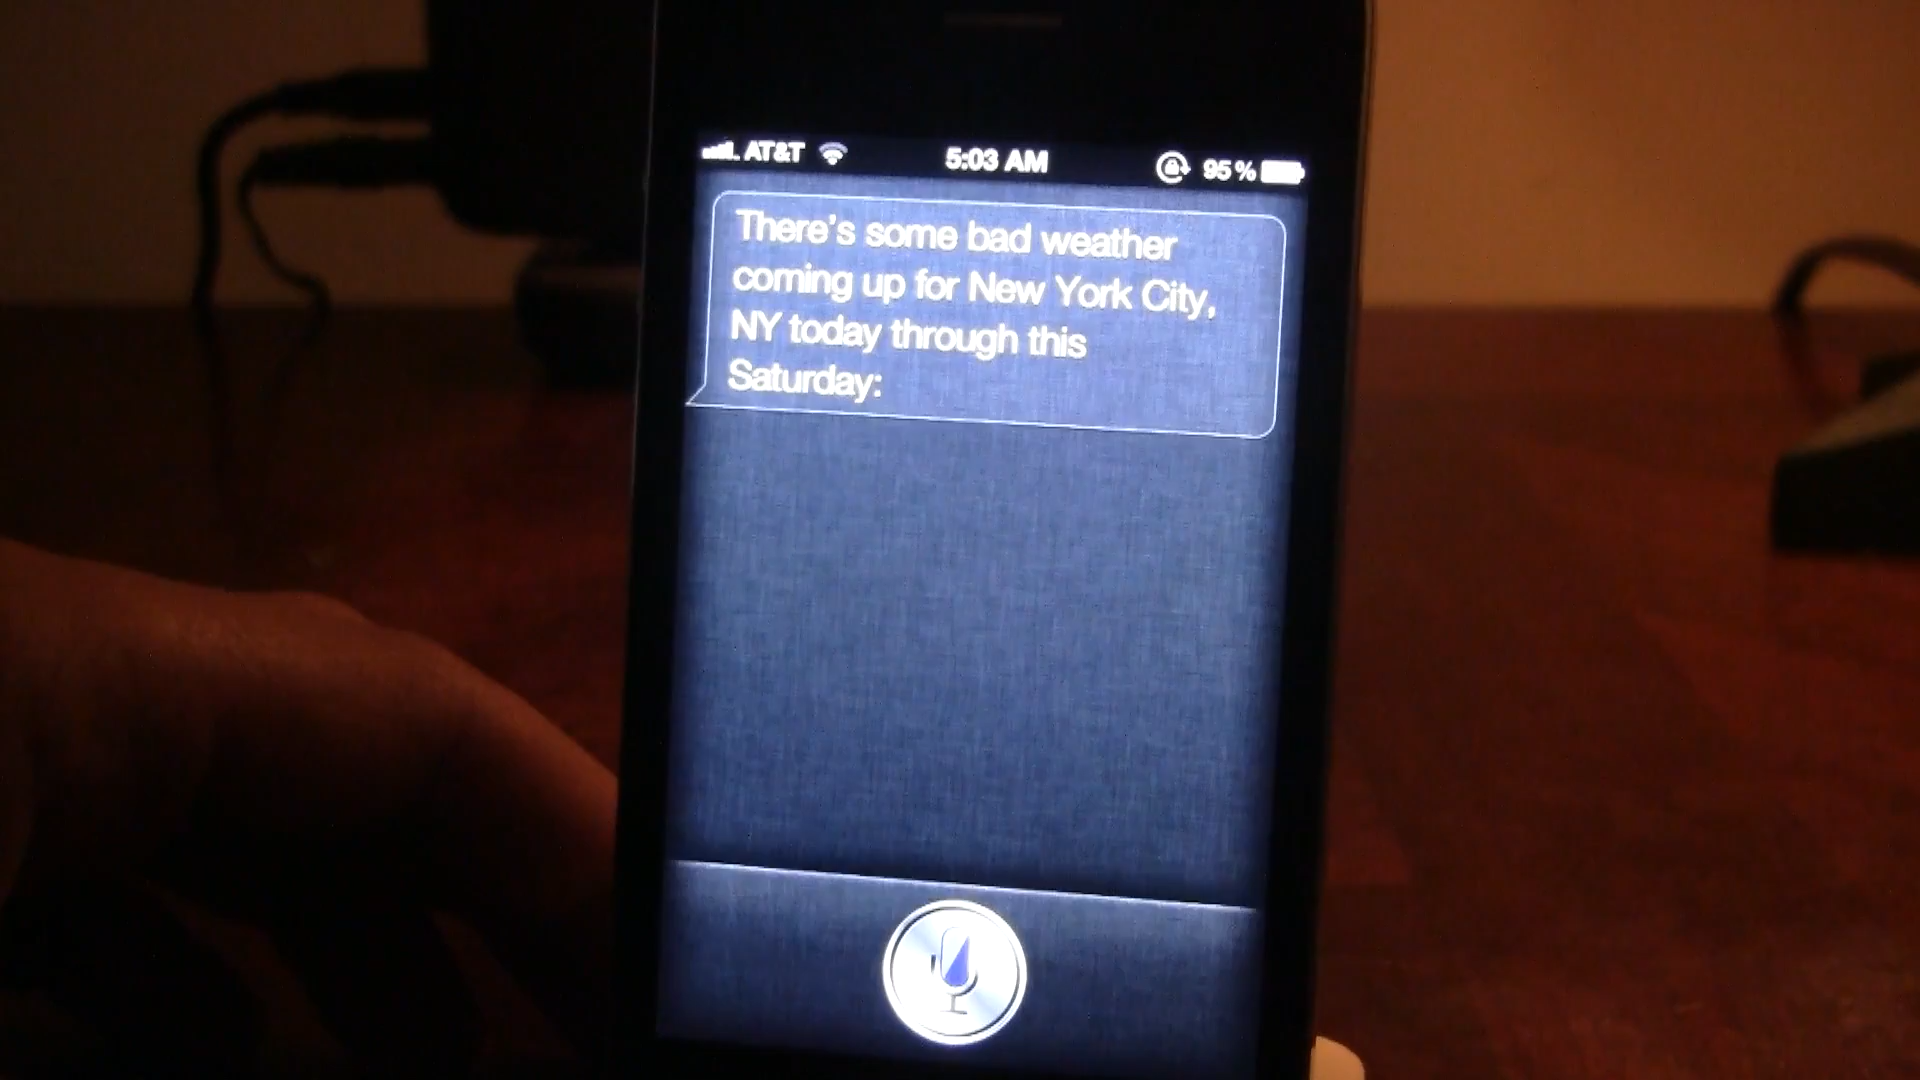 AT&T 5:03 AM 95%
There's some bad weather
coming up for New York City,
NY today through this
Saturday: